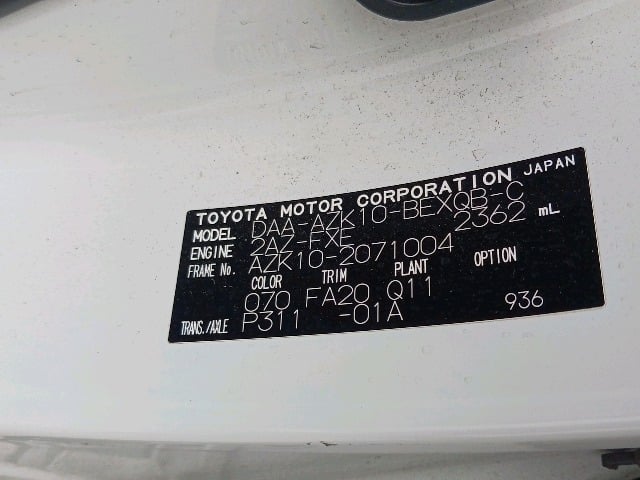 TOYOTA MOTOR CORPORATION JAPAN
MODEL DAA-AZK10-BEXQB-C
ENGINE 2AZ-FXE 2362 mL
FRAME No. AZK10-2071004
COLOR TRIM PLANT OPTION
070 FA20 Q11
TRANS./AXLE P311 -01A 936